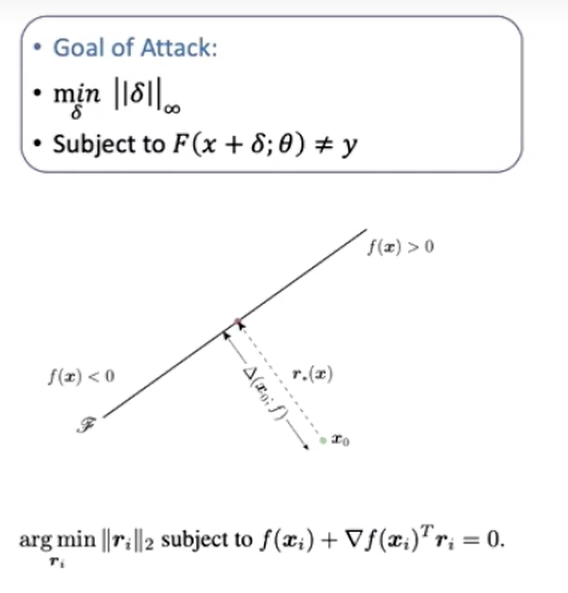 • Goal of Attack:
• min ||δ||∞
δ
• Subject to F(x + δ; θ) ≠ y
f(x) > 0
f(x) < 0
r*(x)
Δ(x₀; f)
ℱ
x₀
arg min ‖rᵢ‖₂ subject to f(xᵢ) + ∇f(xᵢ)ᵀrᵢ = 0.
rᵢ